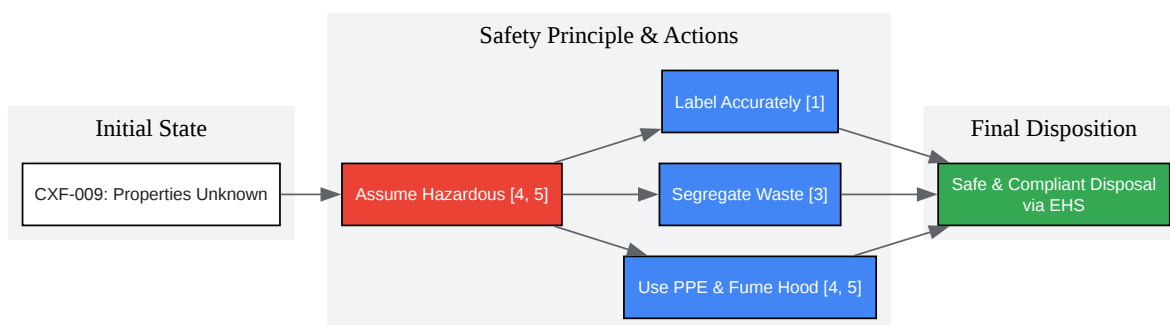 Safety Principle & Actions
Initial State
Final Disposition
CXF-009: Properties Unknown
Assume Hazardous [4, 5]
Label Accurately [1]
Segregate Waste [3]
Use PPE & Fume Hood [4, 5]
Safe & Compliant Disposal
via EHS